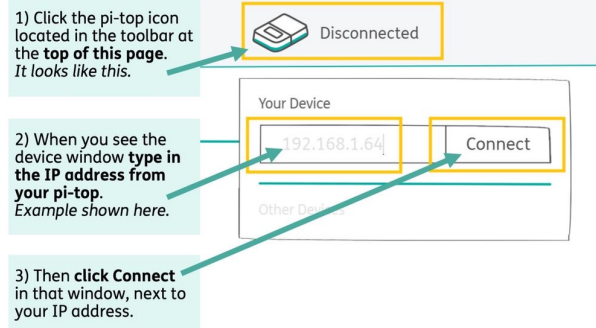 1) Click the pi-top icon
located in the toolbar at
the top of this page.
It looks like this.
Disconnected
Your Device
192.168.1.64
Connect
Other Devices
2) When you see the
device window type in
the IP address from
your pi-top.
Example shown here.
3) Then click Connect
in that window, next to
your IP address.